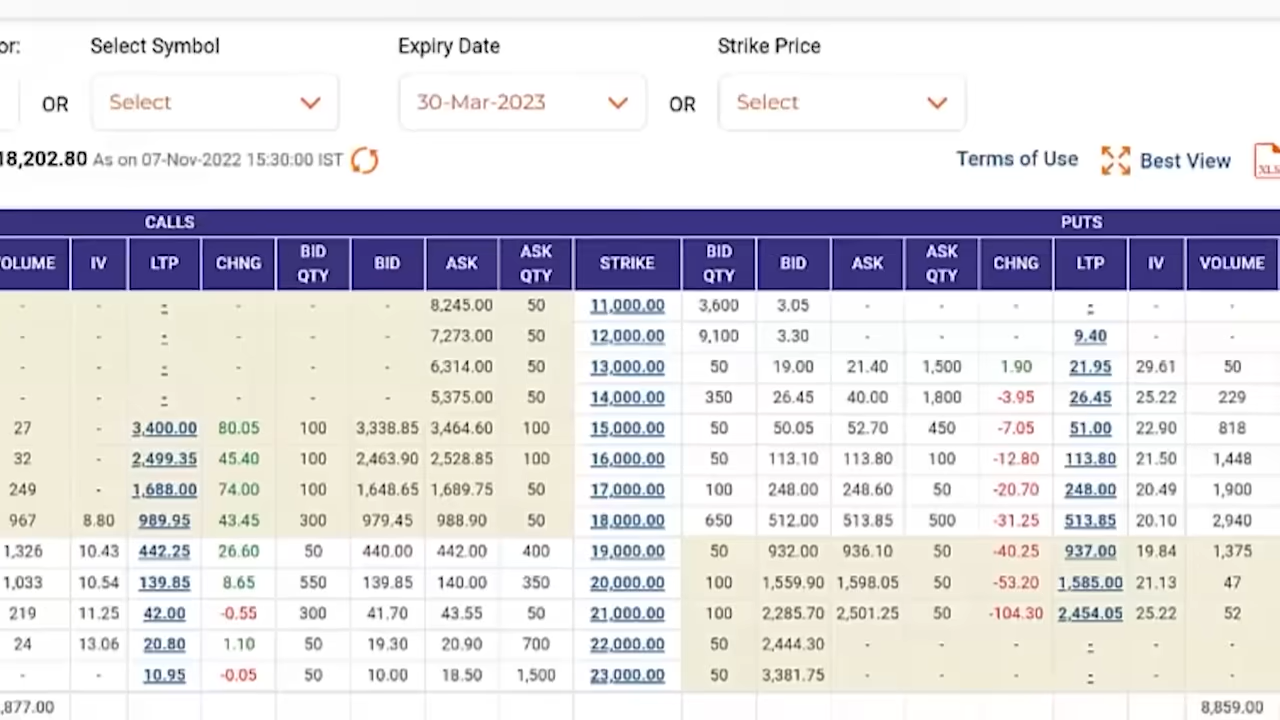 or: Select Symbol Expiry Date Strike Price
OR Select 30-Mar-2023 OR Select
18,202.80 As on 07-Nov-2022 15:30:00 IST Terms of Use Best View XLS
CALLS PUTS
OLUME IV LTP CHNG BID QTY BID ASK ASK QTY STRIKE BID QTY BID ASK ASK QTY CHNG LTP IV VOLUME
- - - - - - 8,245.00 50 11,000.00 3,600 3.05 - - - - - -
- - - - - - 7,273.00 50 12,000.00 9,100 3.30 - - - 9.40 - -
- - - - - - 6,314.00 50 13,000.00 50 19.00 21.40 1,500 1.90 21.95 29.61 50
- - - - - - 5,375.00 50 14,000.00 350 26.45 40.00 1,800 -3.95 26.45 25.22 229
27 - 3,400.00 80.05 100 3,338.85 3,464.60 100 15,000.00 50 50.05 52.70 450 -7.05 51.00 22.90 818
32 - 2,499.35 45.40 100 2,463.90 2,528.85 100 16,000.00 50 113.10 113.80 100 -12.80 113.80 21.50 1,448
249 - 1,688.00 74.00 100 1,648.65 1,689.75 50 17,000.00 100 248.00 248.60 50 -20.70 248.00 20.49 1,900
967 8.80 989.95 43.45 300 979.45 988.90 50 18,000.00 650 512.00 513.85 500 -31.25 513.85 20.10 2,940
1,326 10.43 442.25 26.60 50 440.00 442.00 400 19,000.00 50 932.00 936.10 50 -40.25 937.00 19.84 1,375
1,033 10.54 139.85 8.65 550 139.85 140.00 350 20,000.00 100 1,559.90 1,598.05 50 -53.20 1,585.00 21.13 47
219 11.25 42.00 -0.55 300 41.70 43.55 50 21,000.00 100 2,285.70 2,501.25 50 -104.30 2,454.05 25.22 52
24 13.06 20.80 1.10 50 19.30 20.90 700 22,000.00 50 2,444.30 - - - - - -
- - 10.95 -0.05 50 10.00 18.50 1,500 23,000.00 50 3,381.75 - - - - - -
,877.00 8,859.00